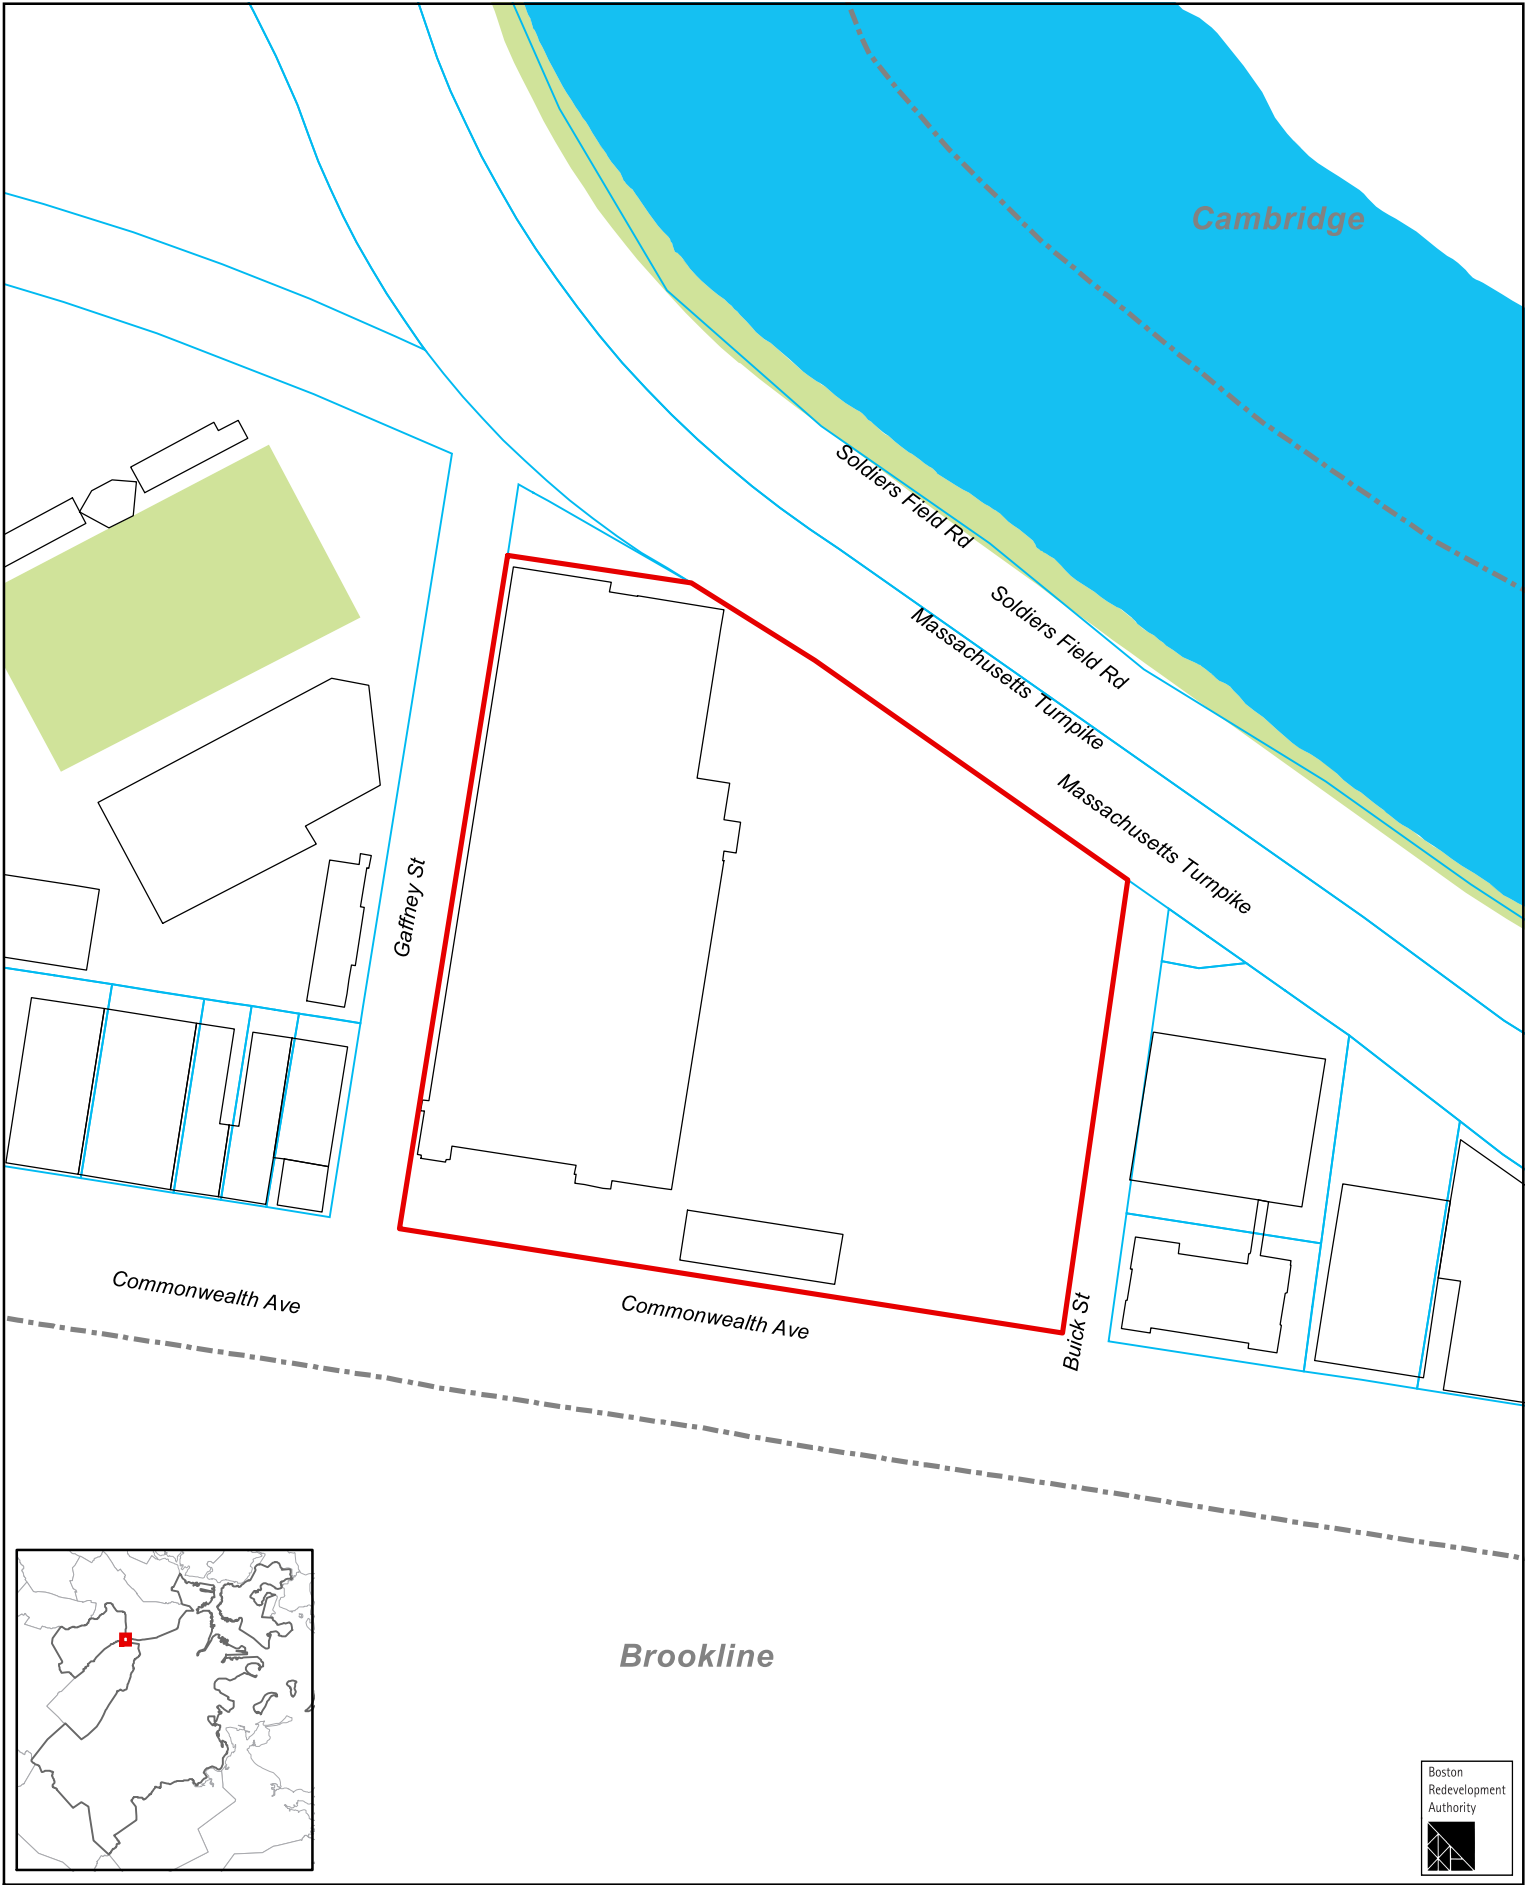 Cambridge
Soldiers Field Rd
Soldiers Field Rd
Massachusetts Turnpike
Massachusetts Turnpike
Gaffney St
Commonwealth Ave
Commonwealth Ave
Buick St
Brookline
Boston
Redevelopment
Authority